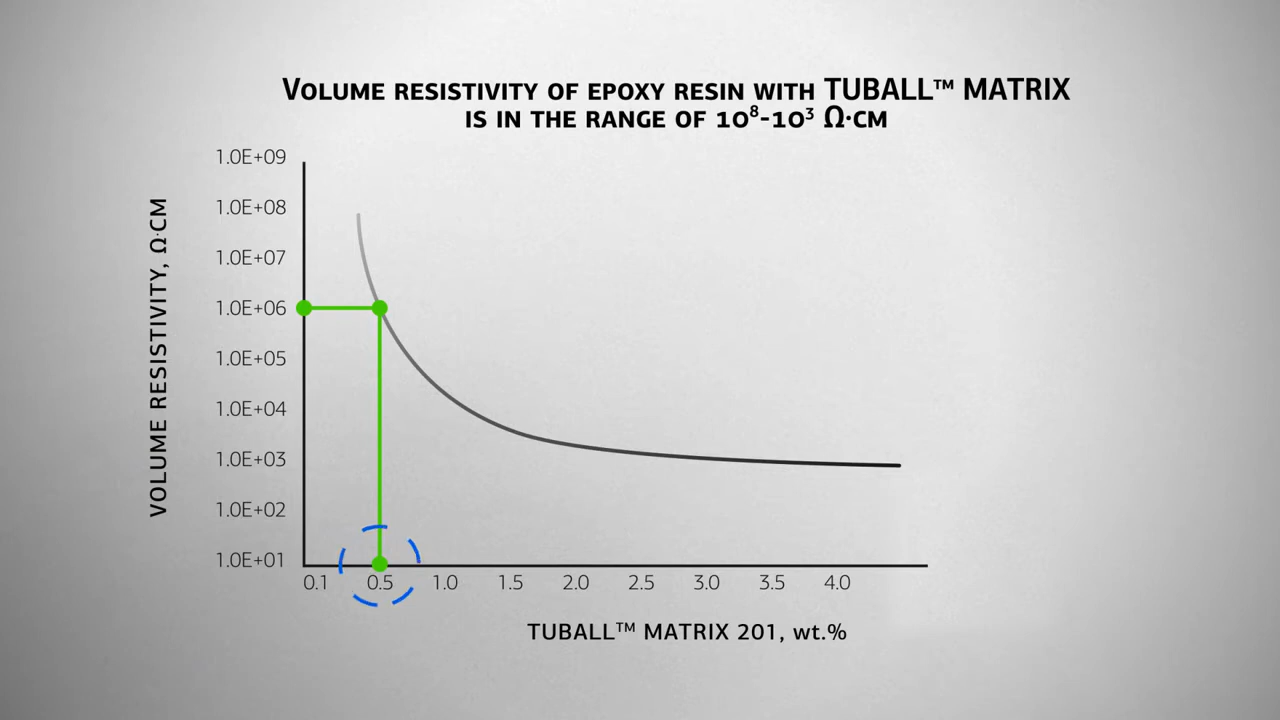 VOLUME RESISTIVITY OF EPOXY RESIN WITH TUBALL™ MATRIX
IS IN THE RANGE OF 10⁸-10³ Ω·CM
VOLUME RESISTIVITY, Ω·CM
1.0E+09
1.0E+08
1.0E+07
1.0E+06
1.0E+05
1.0E+04
1.0E+03
1.0E+02
1.0E+01
0.1 0.5 1.0 1.5 2.0 2.5 3.0 3.5 4.0
TUBALL™ MATRIX 201, wt.%